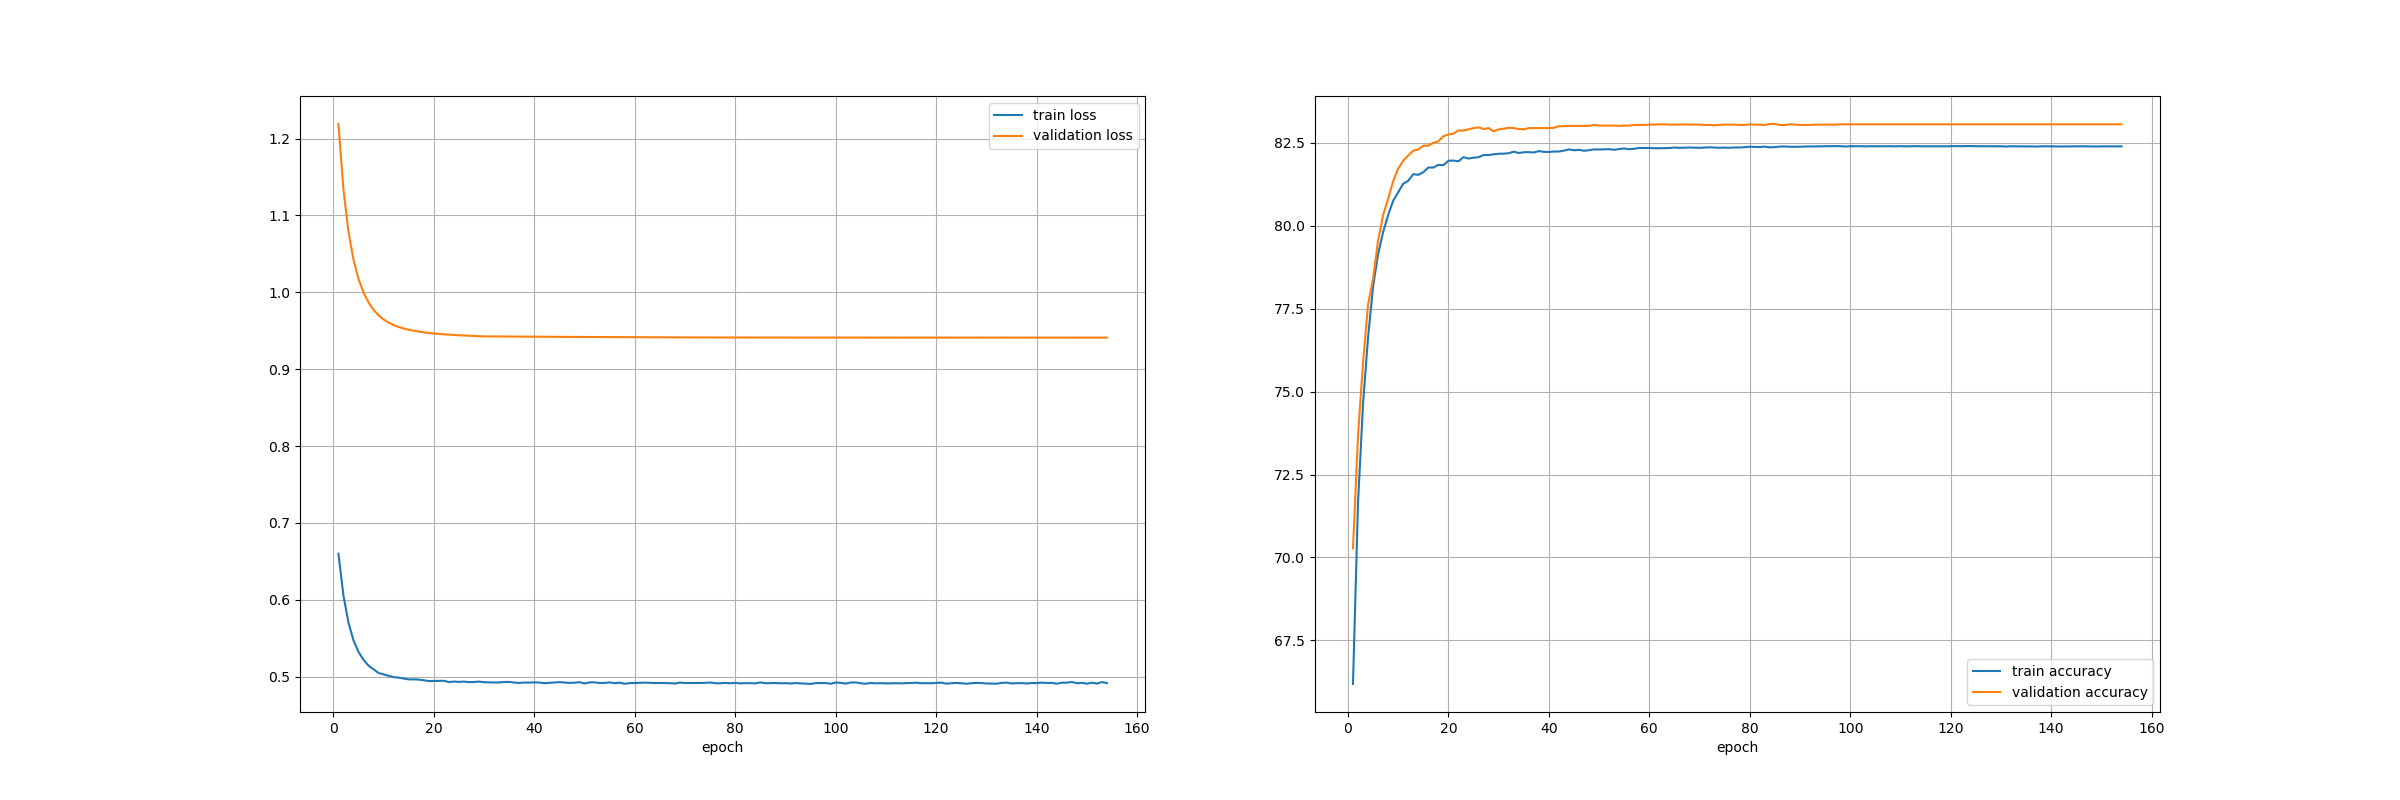 train loss
validation loss
1.2
1.1
1.0
0.9
0.8
0.7
0.6
0.5
0 20 40 60 80 100 120 140 160
epoch
82.5
80.0
77.5
75.0
72.5
70.0
67.5
train accuracy
validation accuracy
0 20 40 60 80 100 120 140 160
epoch